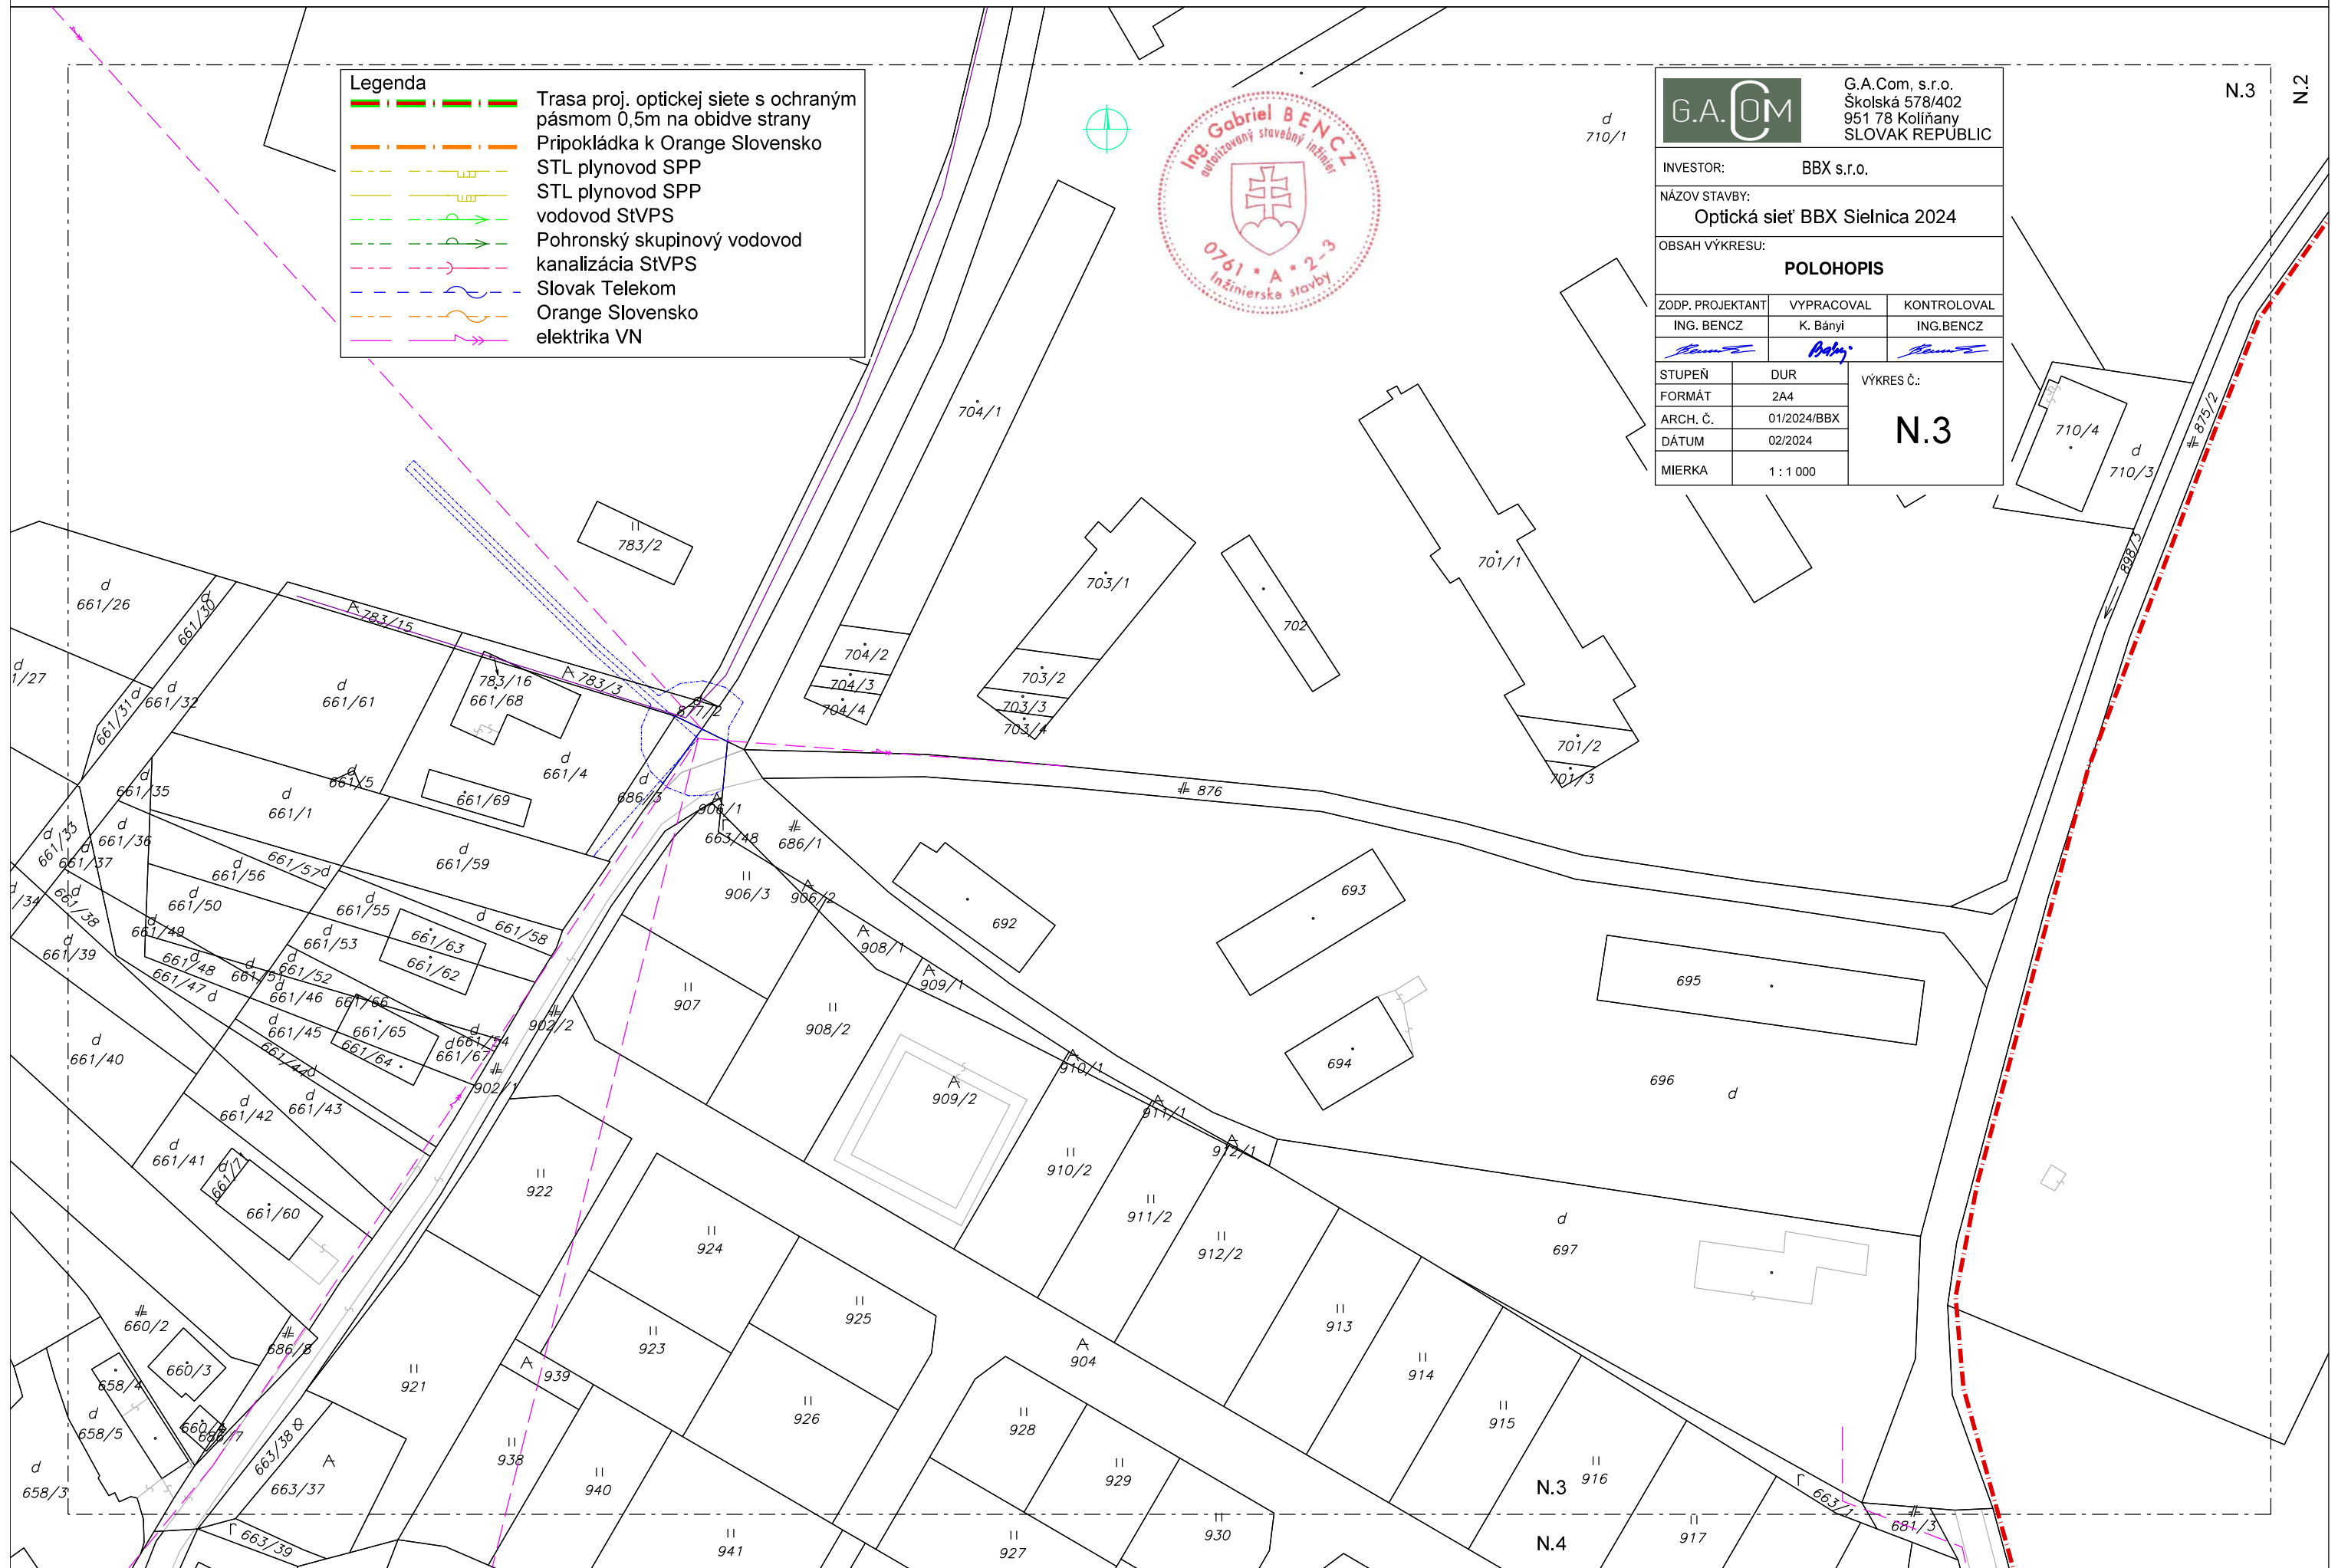 Legenda
Trasa proj. optickej siete s ochraným
pásmom 0,5m na obidve strany
Pripokládka k Orange Slovensko
STL plynovod SPP
STL plynovod SPP
vodovod StVPS
Pohronský skupinový vodovod
kanalizácia StVPS
Slovak Telekom
Orange Slovensko
elektrika VN
Ing. Gabriel BENCZ
autorizovaný stavebný inžinier
0761 * A * 2-3
Inžinierske stavby
G.A.COM
G.A.Com, s.r.o.
Školská 578/402
951 78 Kolíňany
SLOVAK REPUBLIC
INVESTOR: BBX s.r.o.
NÁZOV STAVBY:
Optická sieť BBX Sielnica 2024
OBSAH VÝKRESU:
POLOHOPIS
ZODP. PROJEKTANT VYPRACOVAL KONTROLOVAL
ING. BENCZ K. Bányi ING.BENCZ
STUPEŇ DUR VÝKRES Č.:
FORMÁT 2A4
ARCH. Č. 01/2024/BBX
N.3
DÁTUM 02/2024
MIERKA 1 : 1 000
N.3
N.2
d
710/1
710/4
d
710/3
875/2
898/3
704/1
704/2
704/3
704/4
703/1
703/2
703/3
703/4
702
701/1
701/2
701/3
783/2
783/15
783/16
783/3
877/2
d
661/26
d
661/30
d
1/27
661/31
d
d
661/32
d
661/61
661/68
d
661/4
d
661/35
661/5
d
661/1
661/69
d
686/3
906/1
663/48
686/1
876
d
661/33
d
661/36
d
661/37
661/57
d
d
661/59
d
661/56
906/3
906/2
692
693
d
/34
661/38
d
661/50
d
661/55
d
661/58
d
661/49
d
661/53
661/63
661/62
908/1
909/1
d
661/39
661/48
661/51
661/52
661/47
d
661/46
661/66
907
908/2
695
902/2
d
661/45
661/65
661/64
661/54
661/67
661/44
d
902/1
d
661/40
910/1
694
696
d
909/2
911/1
912/1
d
661/42
d
661/43
d
661/41
661/71
661/60
922
910/2
911/2
912/2
d
697
924
925
913
660/2
686/8
923
904
914
660/3
658/4
921
939
915
926
928
d
658/5
686/7
663/38
938
929
916
N.3
d
658/3
663/37
940
663/1
681/3
663/39
941
927
930
N.4
917